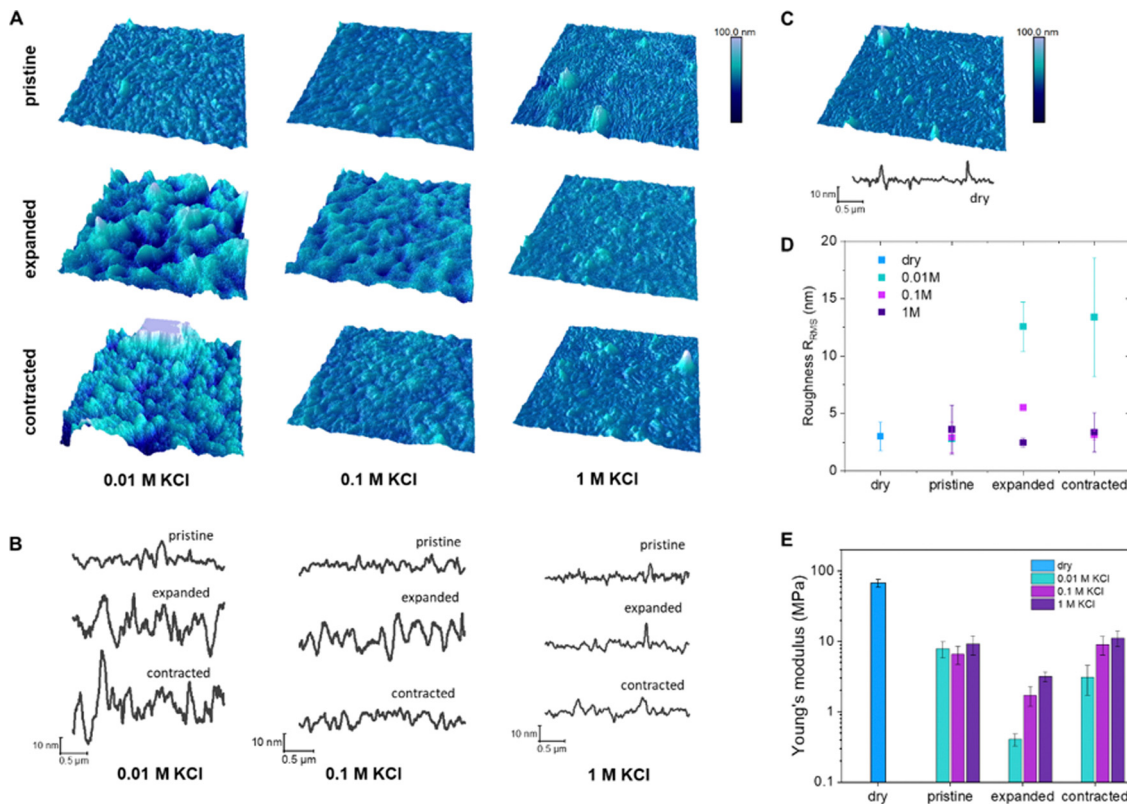 A
pristine
100.0 nm
expanded
contracted
0.01 M KCl
0.1 M KCl
1 M KCl
B
pristine
expanded
contracted
10 nm
0.5 µm
0.01 M KCl
pristine
expanded
contracted
10 nm
0.5 µm
0.1 M KCl
pristine
expanded
contracted
10 nm
0.5 µm
1 M KCl
C
100.0 nm
10 nm
0.5 µm
dry
D
20
15
10
5
0
Roughness RRMS (nm)
dry
0.01M
0.1M
1M
dry
pristine
expanded
contracted
E
100
10
1
0.1
Young's modulus (MPa)
dry
0.01 M KCl
0.1 M KCl
1 M KCl
dry
pristine
expanded
contracted